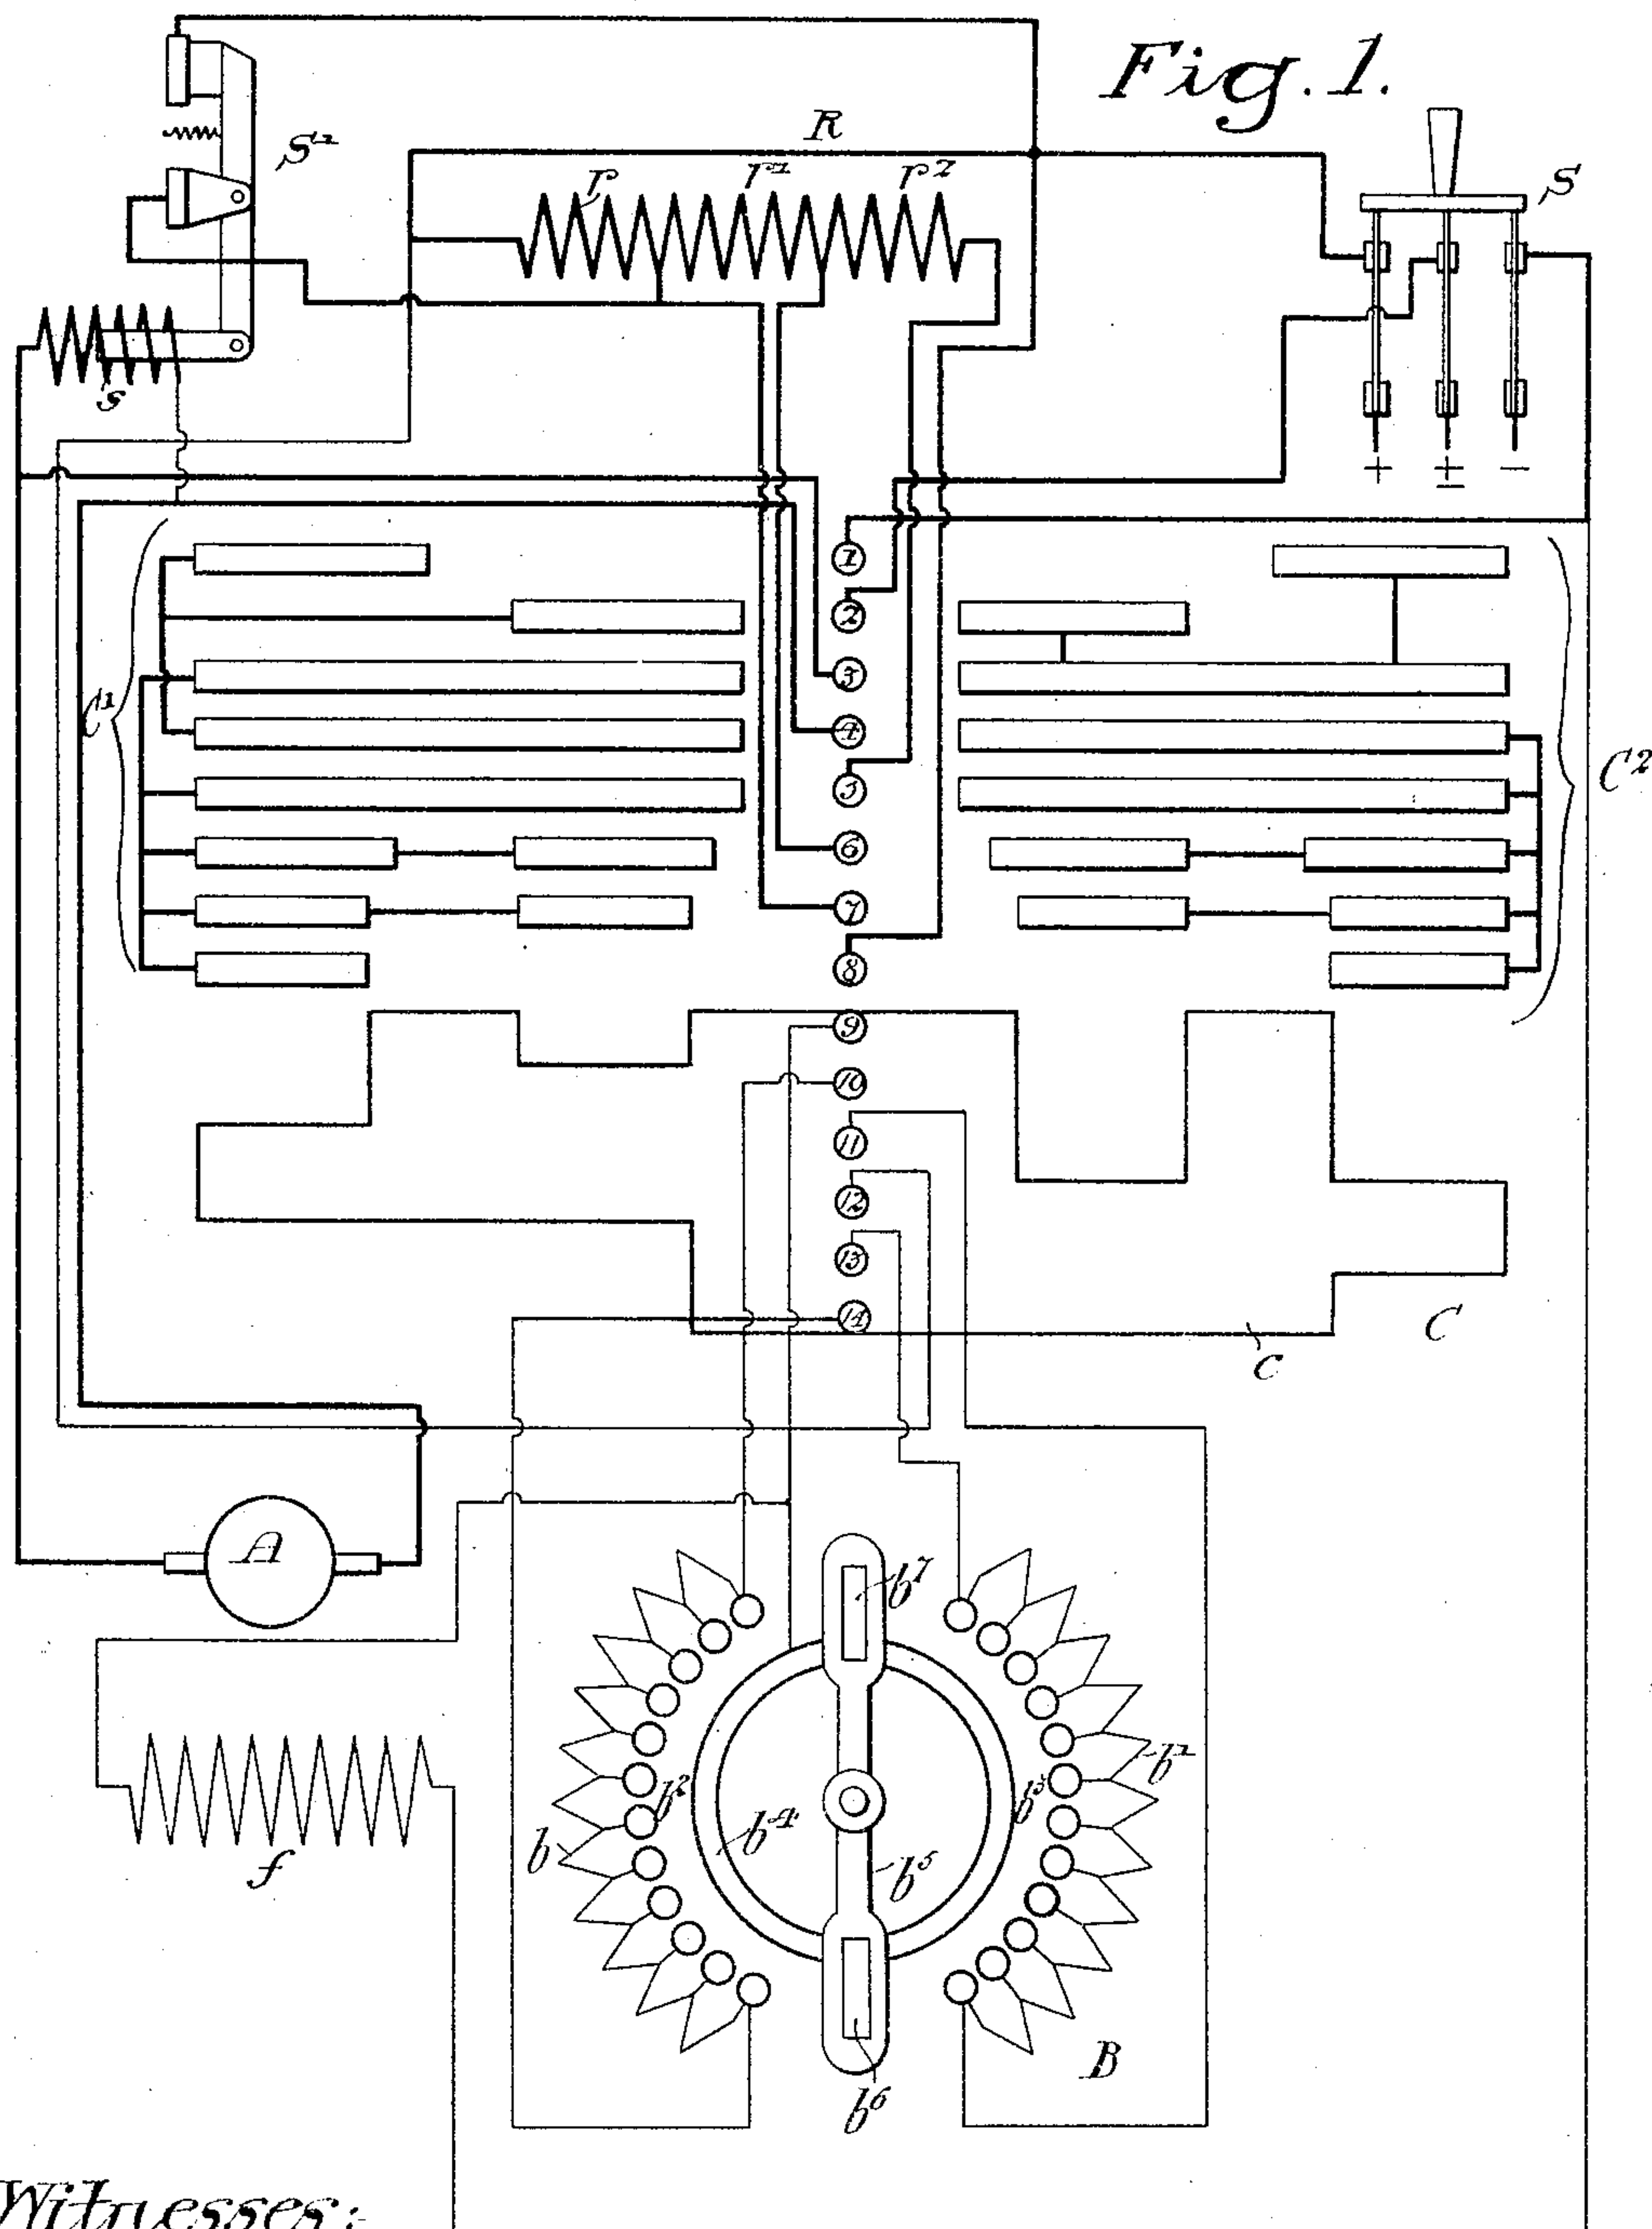 Fig. 1.
R
S¹
r
r¹
r²
S
s
+
±
−
1
2
3
4
5
6
7
8
9
10
11
12
13
14
C¹
C²
C
c
A
b⁷
b¹
b²
b³
b⁴
b
b⁵
f
B
b⁶
Witnesses: